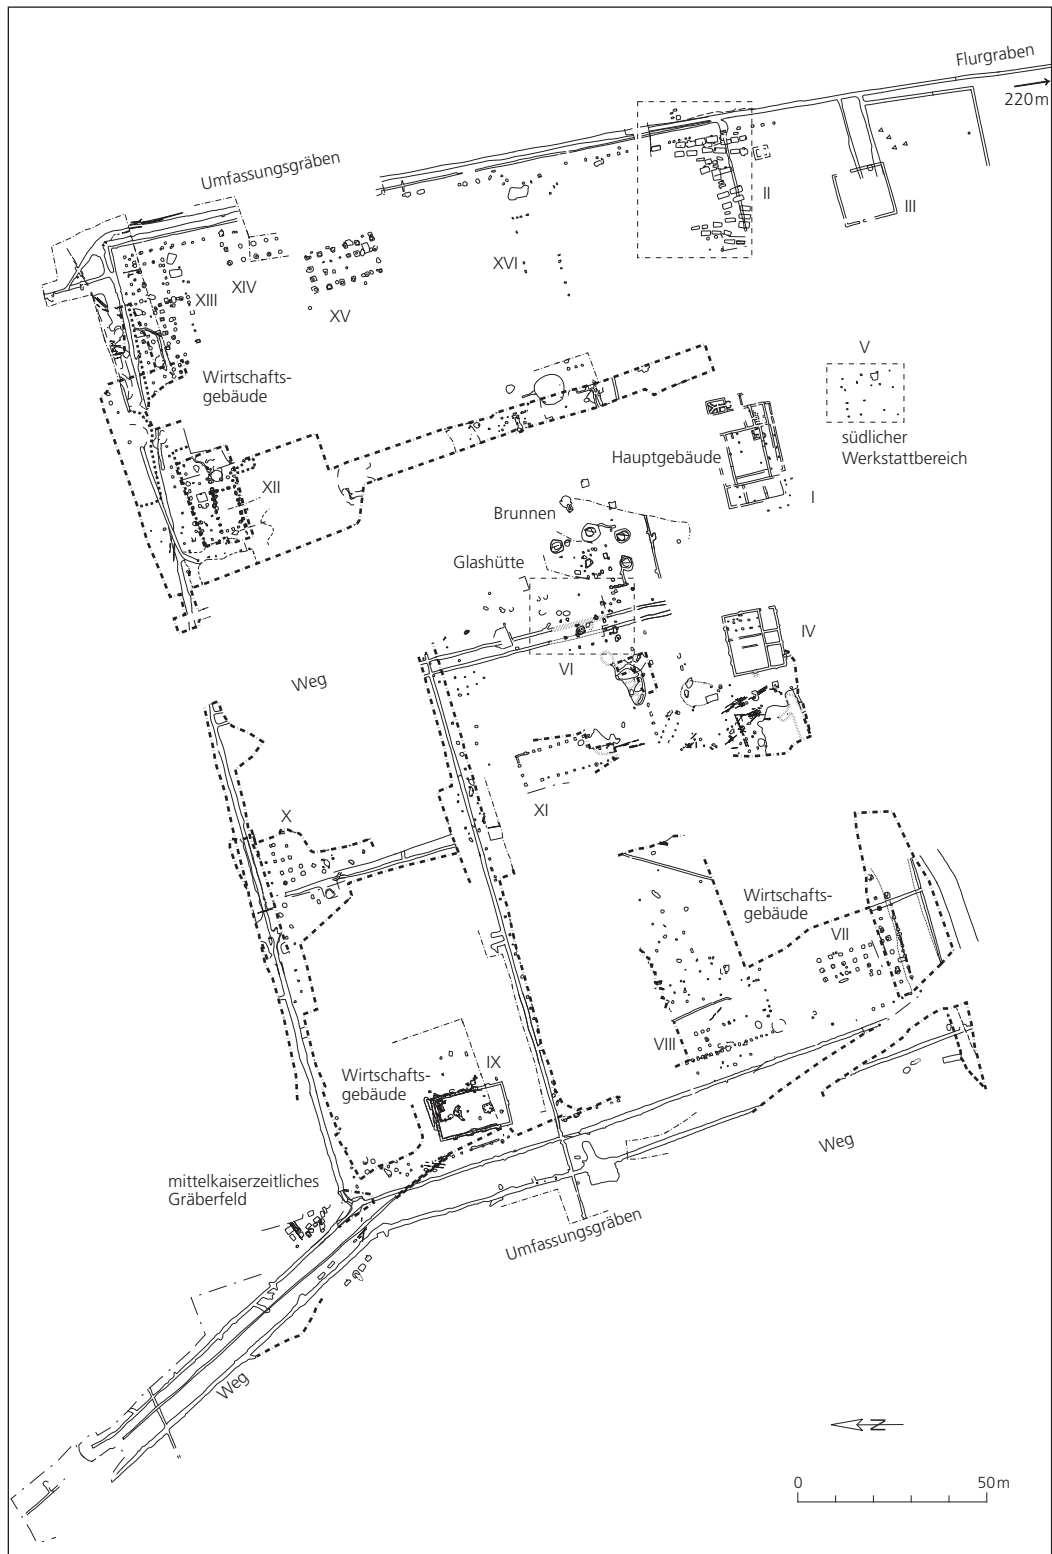 Flurgraben
220 m
Umfassungsgräben
II
III
XVI
XIV
XIII
XV
V
Wirtschafts-
gebäude
südlicher
Werkstattbereich
Hauptgebäude
XII
I
Brunnen
Glashütte
IV
VI
Weg
XI
X
Wirtschafts-
gebäude
VII
VIII
IX
Wirtschafts-
gebäude
Weg
mittelkaiserzeitliches
Gräberfeld
Umfassungsgräben
Weg
N
0 50 m